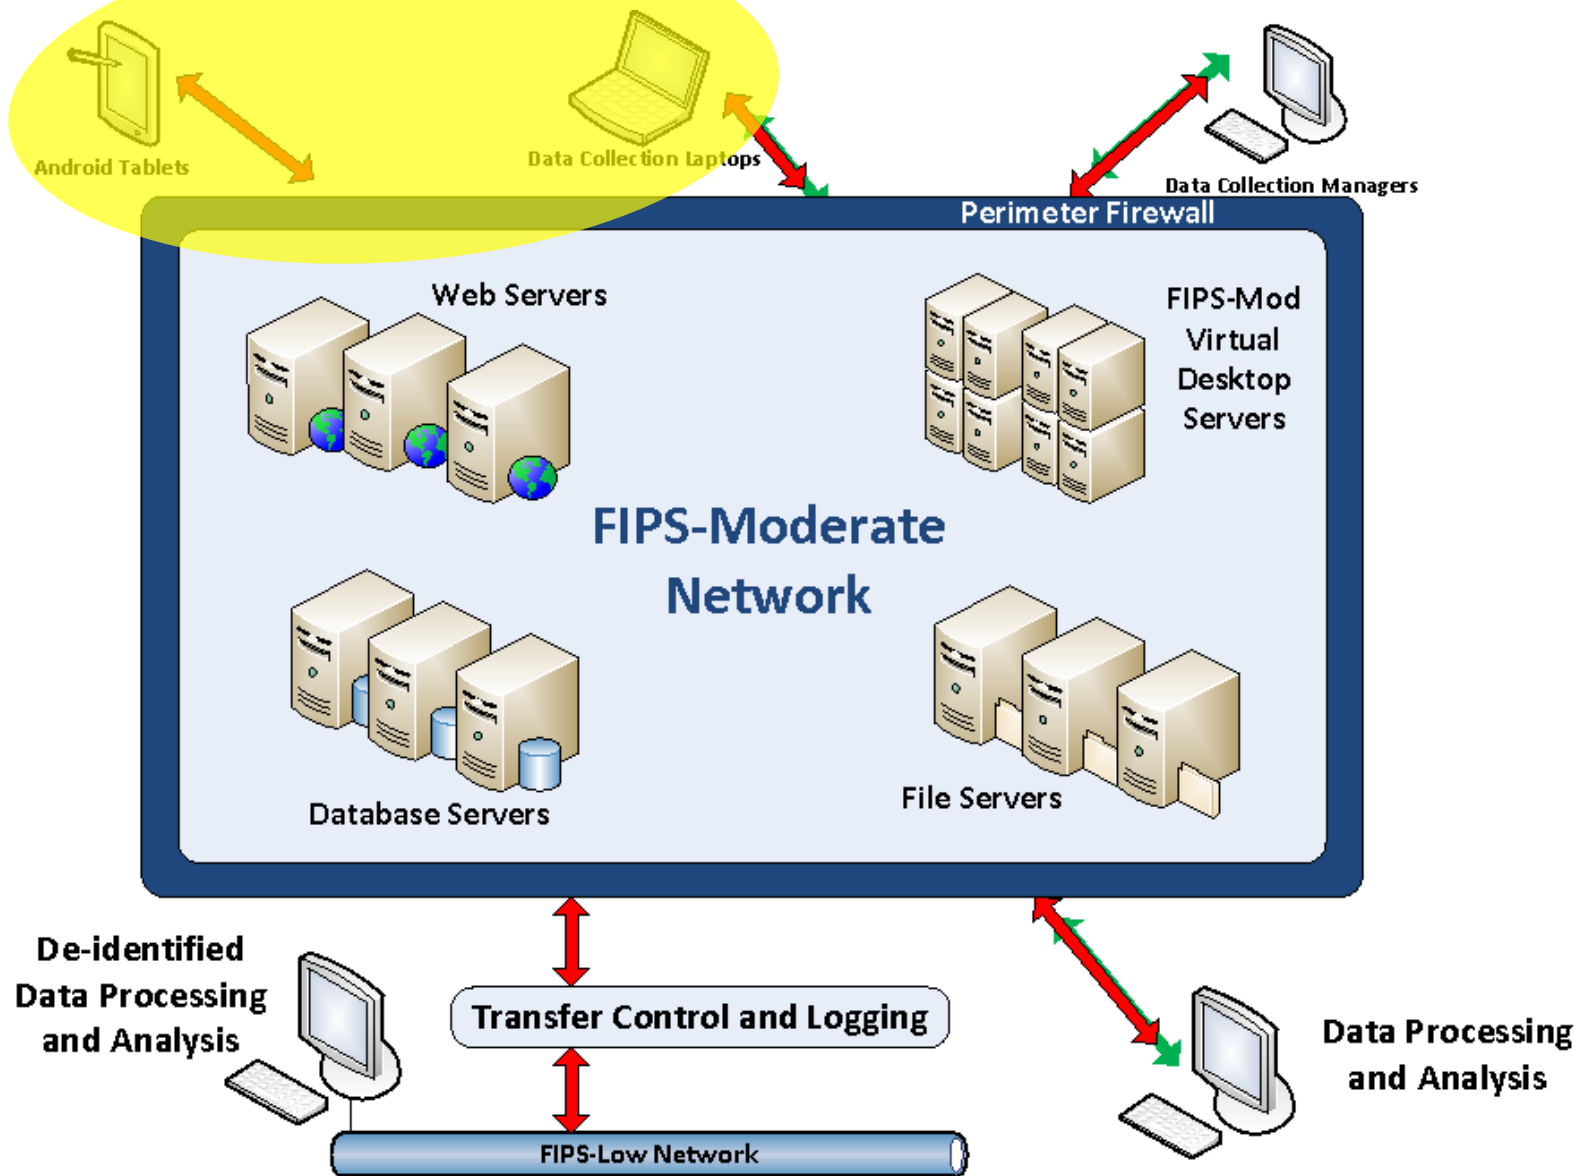 Android Tablets
Data Collection Laptops
Data Collection Managers
Perimeter Firewall
Web Servers
FIPS-Mod
Virtual
Desktop
Servers
FIPS-Moderate
Network
Database Servers
File Servers
De-identified
Data Processing
and Analysis
Transfer Control and Logging
Data Processing
and Analysis
FIPS-Low Network